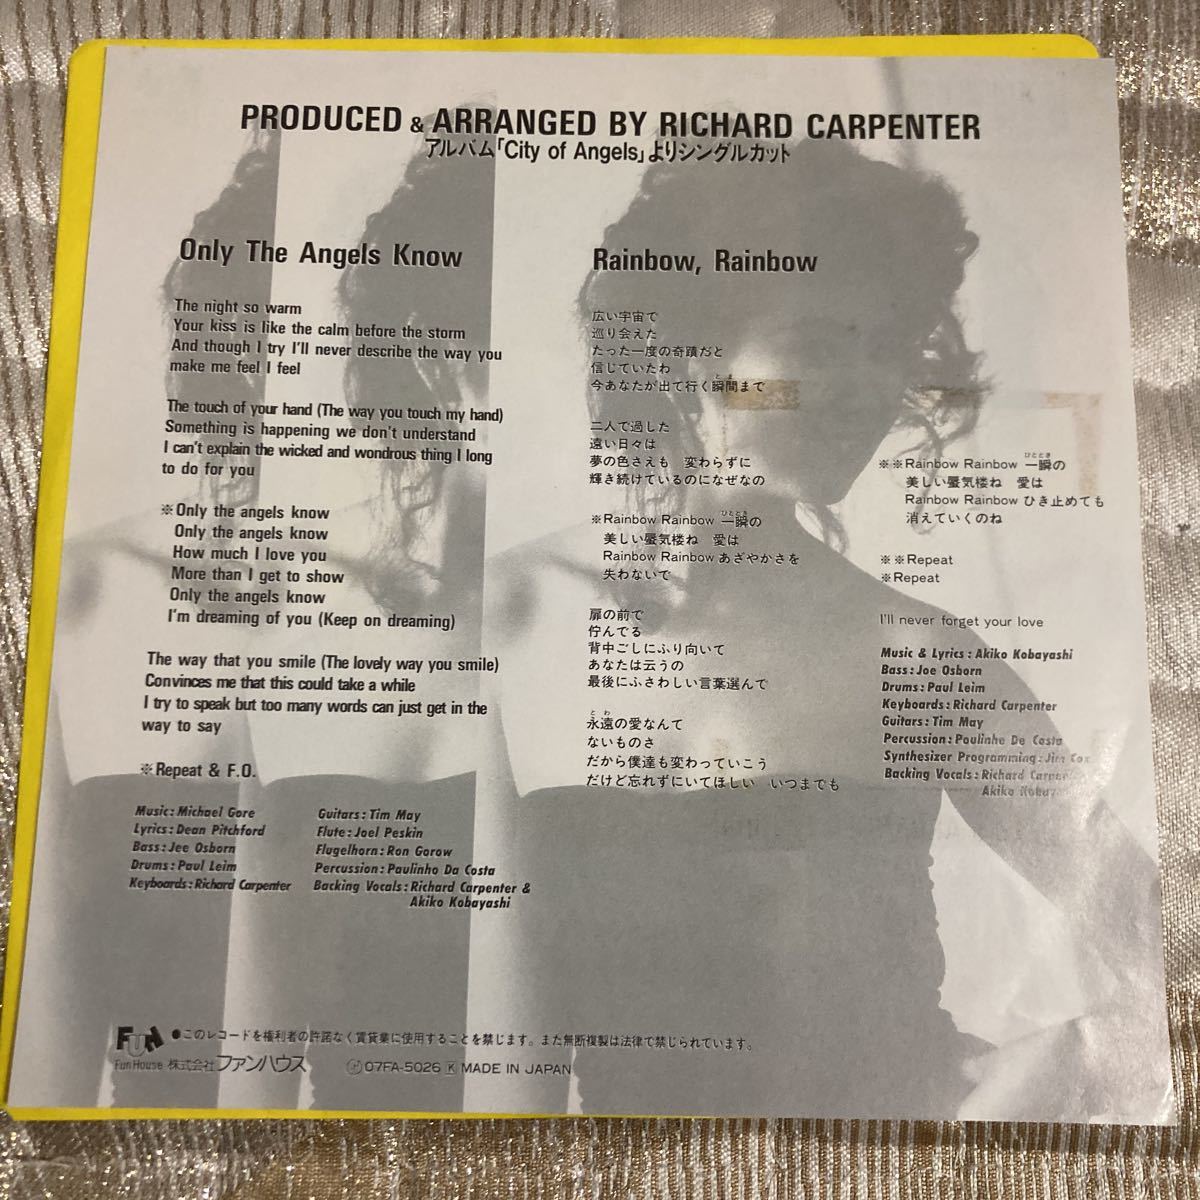 PRODUCED & ARRANGED BY RICHARD CARPENTER
アルバム「City of Angels」よりシングルカット
Only The Angels Know
The night so warm
Your kiss is like the calm before the storm
And though I try I'll never describe the way you
make me feel I feel
The touch of your hand (The way you touch my hand)
Something is happening we don't understand
I can't explain the wicked and wondrous thing I long
to do for you
※Only the angels know
Only the angels know
How much I love you
More than I get to show
Only the angels know
I'm dreaming of you (Keep on dreaming)
The way that you smile (The lovely way you smile)
Convinces me that this could take a while
I try to speak but too many words can just get in the
way to say
※Repeat & F.O.
Music: Michael Gore
Lyrics: Dean Pitchford
Bass: Jee Osborn
Drums: Paul Leim
Keyboards: Richard Carpenter
Guitars: Tim May
Flute: Joel Peskin
Flugelhorn: Ron Gorow
Percussion: Paulinho Da Costa
Backing Vocals: Richard Carpenter &
Akiko Kobayashi
Rainbow, Rainbow
広い宇宙で
巡り会えた
たった一度の奇蹟だと
信じていたわ
とま
今あなたが出て行く瞬間まで
二人で過した
遠い日々は
夢の色さえも 変わらずに
輝き続けているのになぜなの
ひととき
※Rainbow Rainbow 一瞬の
美しい蜃気楼ね 愛は
Rainbow Rainbow あざやかさを
失わないで
扉の前で
佇んでる
背中ごしにふり向いて
あなたは云うの
最後にふさわしい言葉選んで
とわ
永遠の愛なんて
ないものさ
だから僕達も変わっていこう
だけど忘れずにいてほしい いつまでも
ひととき
※※Rainbow Rainbow 一瞬の
美しい蜃気楼ね 愛は
Rainbow Rainbow ひき止めても
消えていくのね
※※Repeat
※Repeat
I'll never forget your love
Music & Lyrics: Akiko Kobayashi
Bass: Joe Osborn
Drums: Paul Leim
Keyboards: Richard Carpenter
Guitars: Tim May
Percussion: Paulinho De Costa
Synthesizer Programming: Jim Cox
Backing Vocals: Richard Carpenter
Akiko Kobayashi
FUN ●このレコードを権利者の許諾なく賃貸業に使用することを禁じます。また無断複製は法律で禁じられています。
Fun House 株式会社ファンハウス Ⓟ07FA-5026 K MADE IN JAPAN